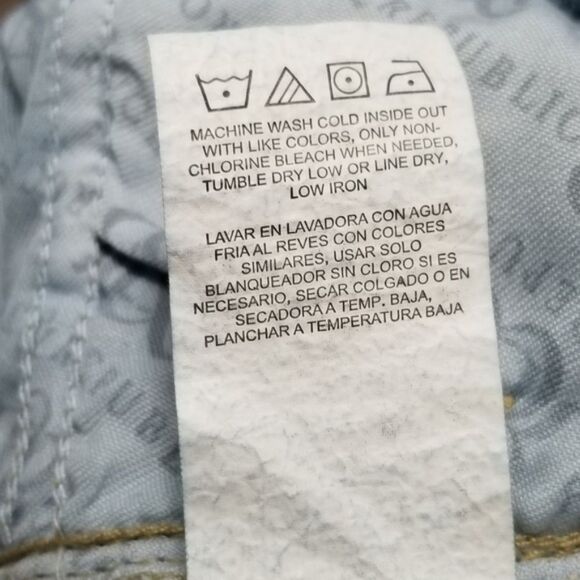 MACHINE WASH COLD INSIDE OUT
WITH LIKE COLORS, ONLY NON-
CHLORINE BLEACH WHEN NEEDED,
TUMBLE DRY LOW OR LINE DRY,
LOW IRON
LAVAR EN LAVADORA CON AGUA
FRIA AL REVES CON COLORES
SIMILARES, USAR SOLO
BLANQUEADOR SIN CLORO SI ES
NECESARIO, SECAR COLGADO O EN
SECADORA A TEMP. BAJA,
PLANCHAR A TEMPERATURA BAJA